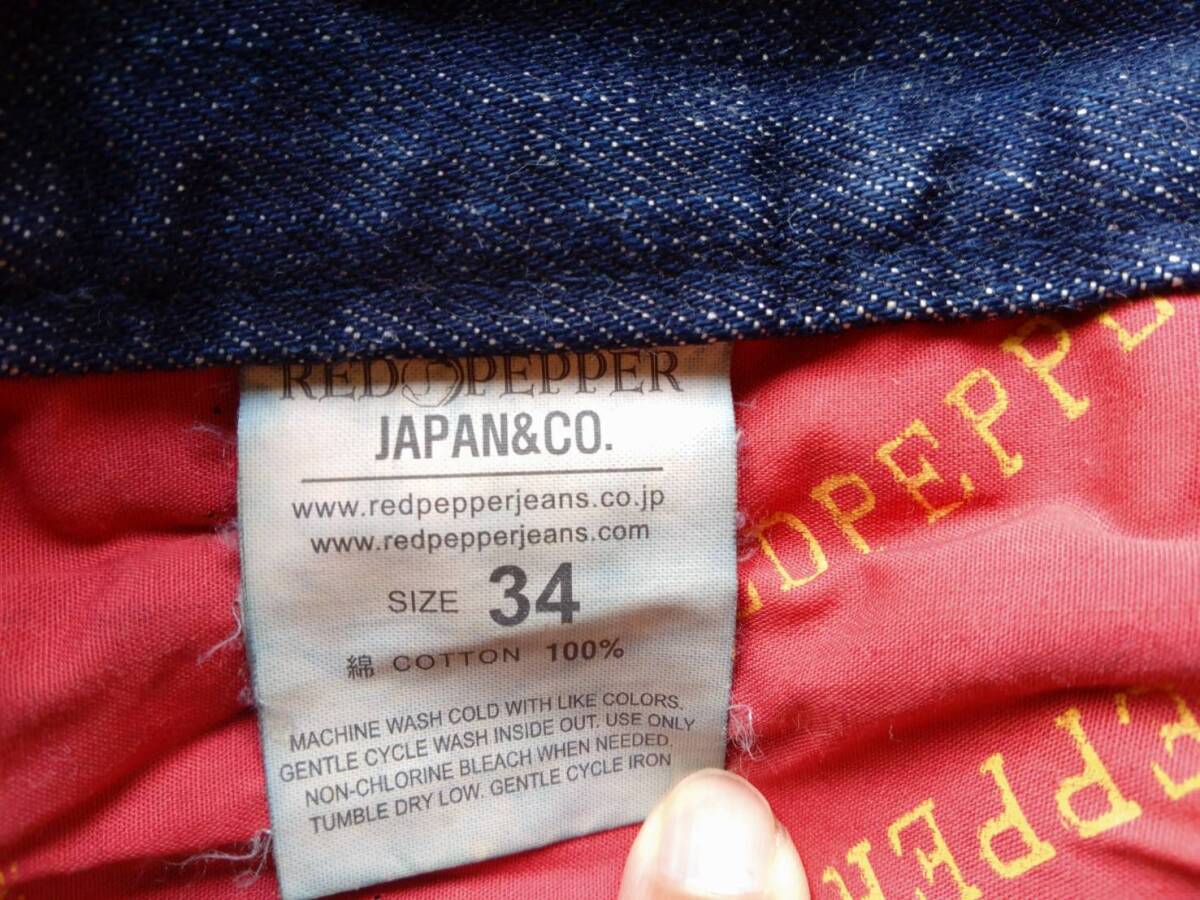 RED PEPPER
JAPAN&CO.
www.redpepperjeans.co.jp
www.redpepperjeans.com
SIZE 34
綿 COTTON 100%
MACHINE WASH COLD WITH LIKE COLORS.
GENTLE CYCLE WASH INSIDE OUT. USE ONLY
NON-CHLORINE BLEACH WHEN NEEDED.
TUMBLE DRY LOW. GENTLE CYCLE IRON
EDPEPPE
EPPE